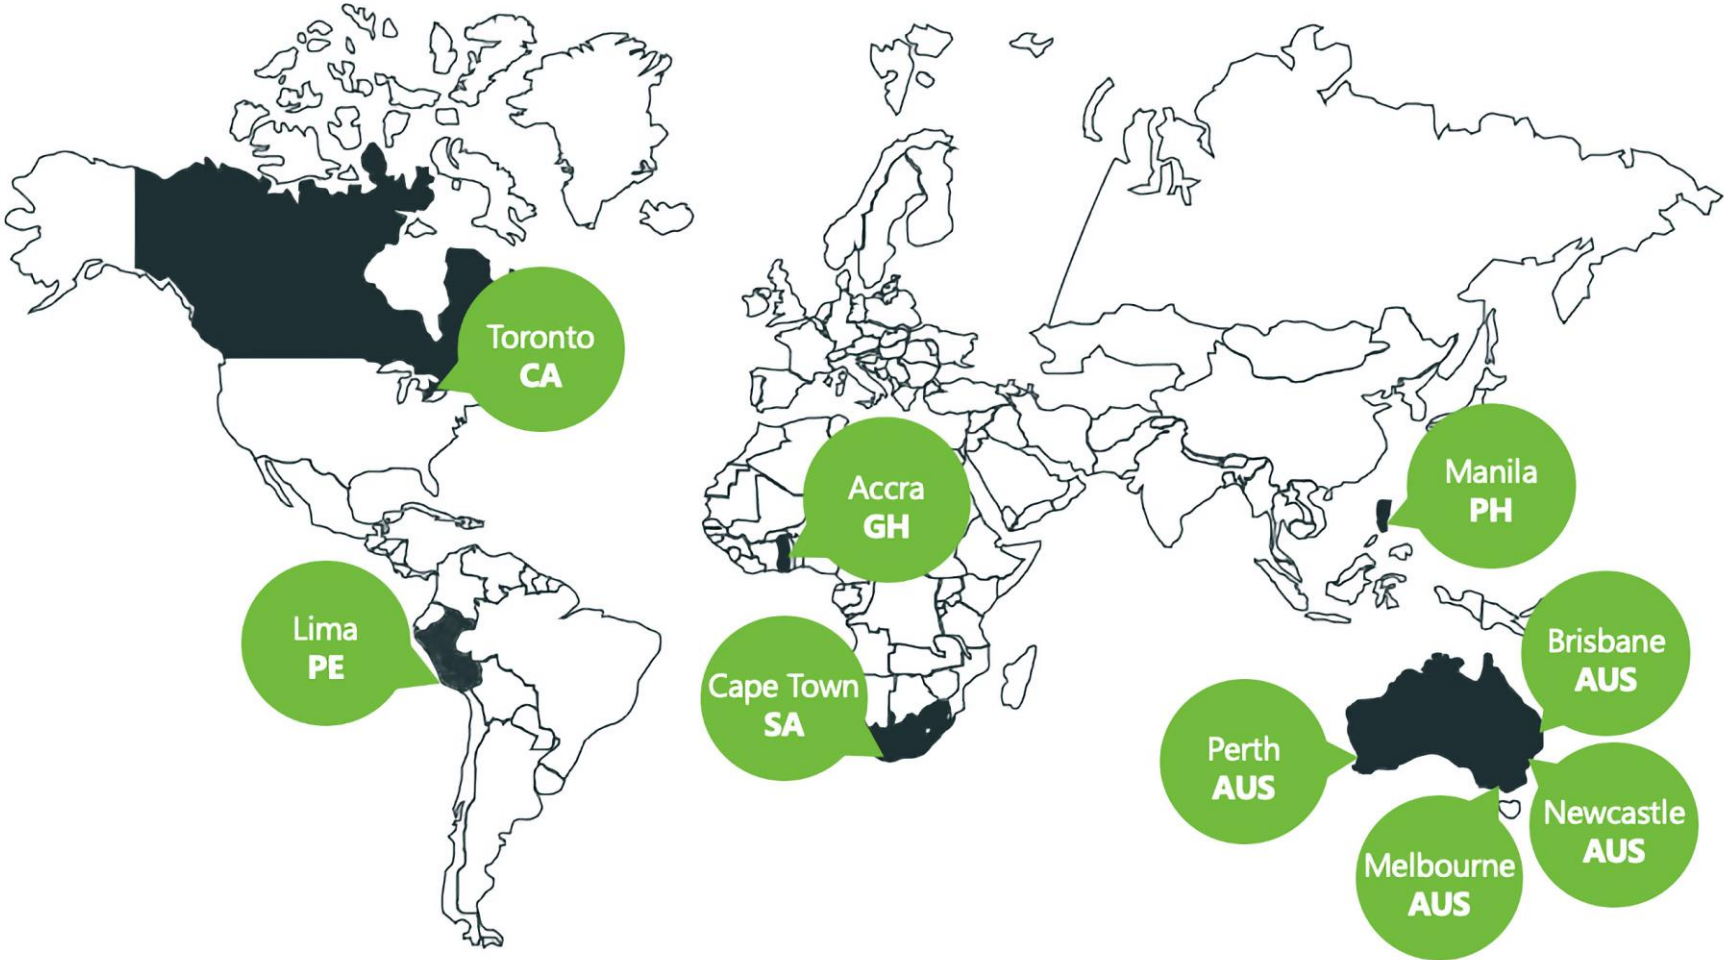 Toronto
CA
Accra
GH
Manila
PH
Lima
PE
Cape Town
SA
Brisbane
AUS
Perth
AUS
Newcastle
AUS
Melbourne
AUS